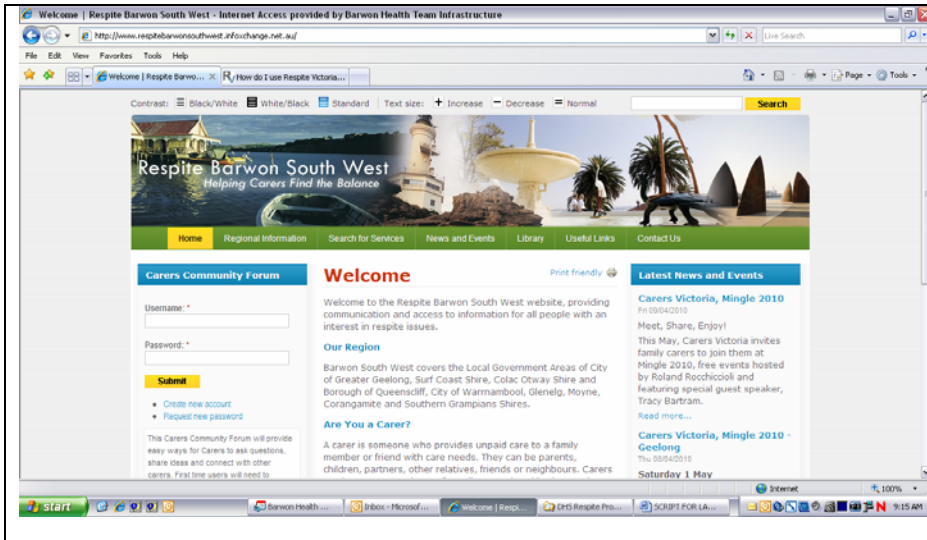 Welcome | Respite Barwon South West - Internet Access provided by Barwon Health Team Infrastructure
http://www.respitebarwonsouthwest.infoxchange.net.au/
Live Search
File Edit View Favorites Tools Help
Welcome | Respite Barwo...
How do I use Respite Victoria...
Page
Tools
Contrast: Black/White White/Black Standard Text size: Increase Decrease Normal
Search
Respite Barwon South West
Helping Carers Find the Balance
Home Regional Information Search for Services News and Events Library Useful Links Contact Us
Carers Community Forum
Username: *
Password: *
Submit
Create new account
Request new password
This Carers Community Forum will provide
easy ways for Carers to ask questions,
share ideas and connect with other
carers. First time users will need to
Welcome
Print friendly
Welcome to the Respite Barwon South West website, providing
communication and access to information for all people with an
interest in respite issues.
Our Region
Barwon South West covers the Local Government Areas of City
of Greater Geelong, Surf Coast Shire, Colac Otway Shire and
Borough of Queenscliff, City of Warrnambool, Glenelg, Moyne,
Corangamite and Southern Grampians Shires.
Are You a Carer?
A carer is someone who provides unpaid care to a family
member or friend with care needs. They can be parents,
children, partners, other relatives, friends or neighbours. Carers
Latest News and Events
Carers Victoria, Mingle 2010
Fri 09/04/2010
Meet, Share, Enjoy!
This May, Carers Victoria invites
family carers to join them at
Mingle 2010, free events hosted
by Roland Rocchiccioli and
featuring special guest speaker,
Tracy Bartram.
Read more...
Carers Victoria, Mingle 2010 -
Geelong
Thu 08/04/2010
Saturday 1 May
Internet
100%
start
Barwon Health ...
Inbox - Microsof...
Welcome | Respi...
DHS Respite Pro...
SCRIPT FOR LA...
9:15 AM